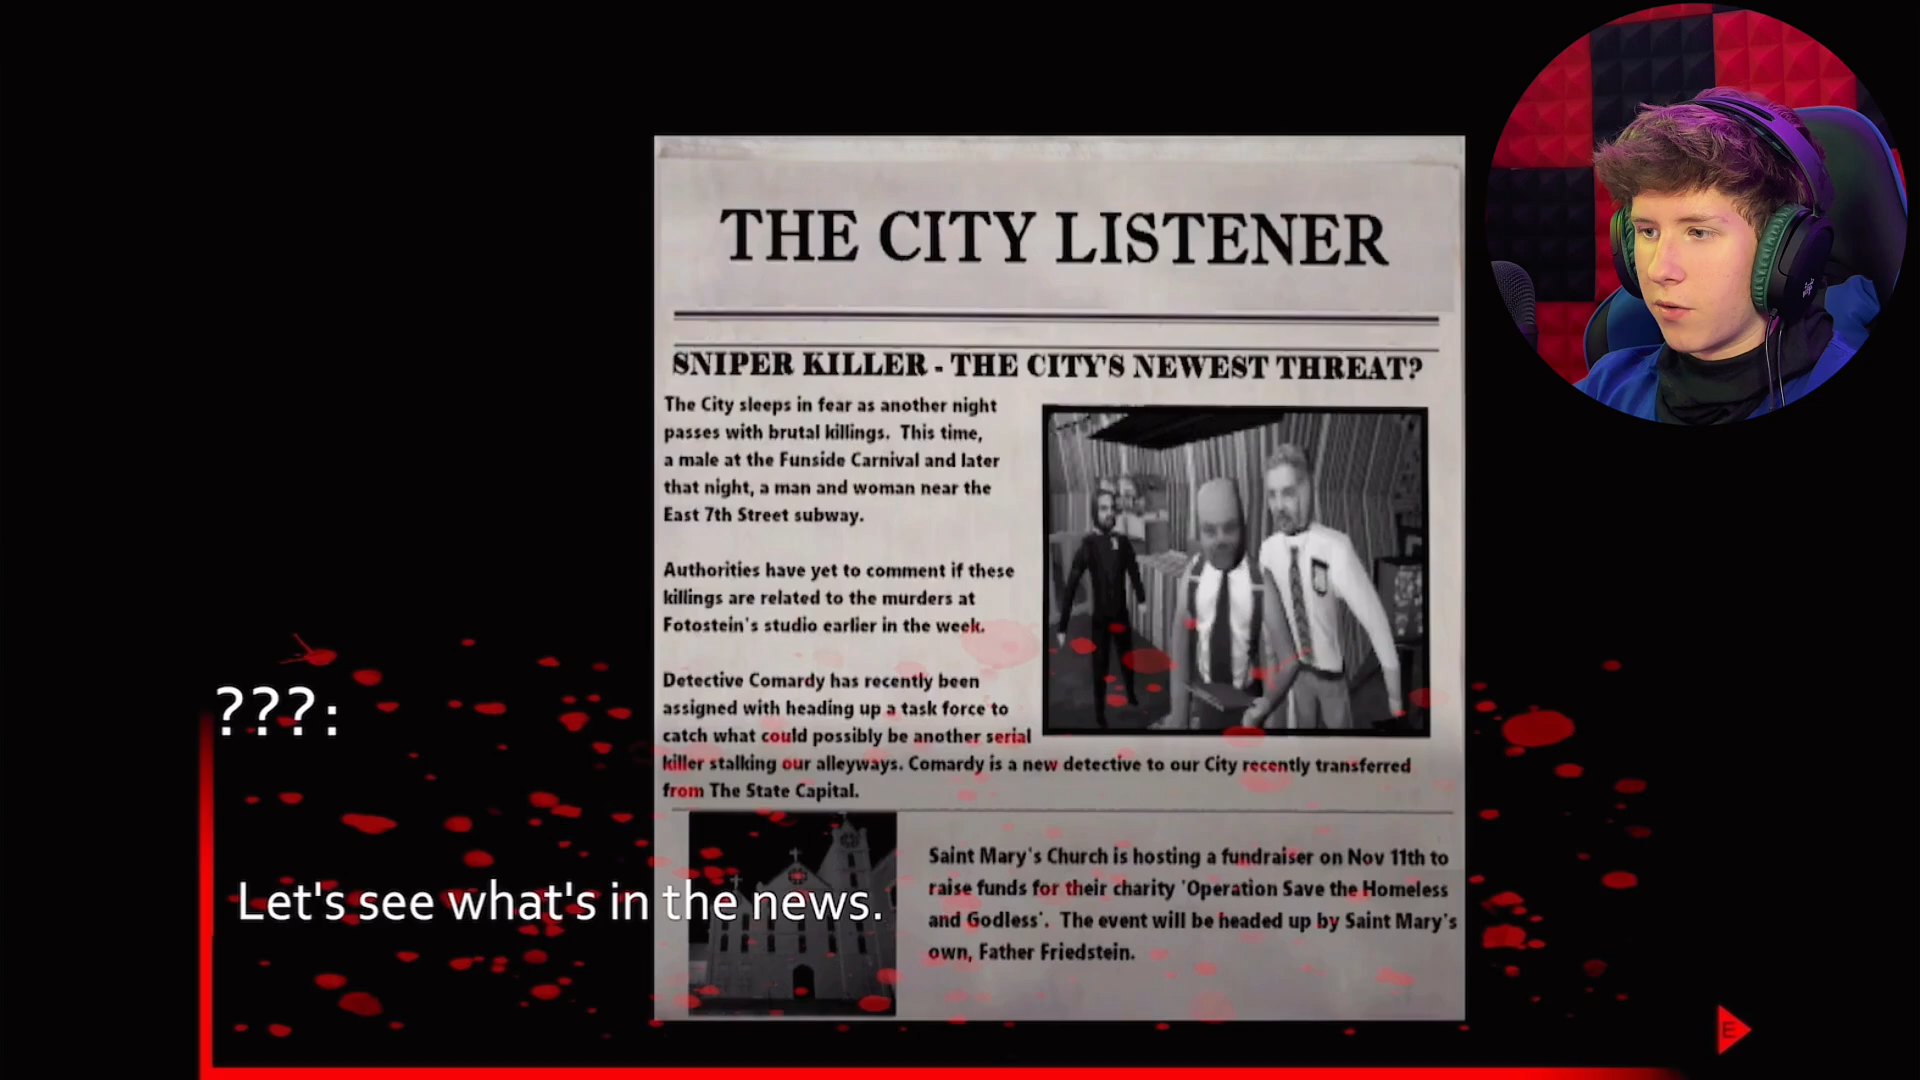 THE CITY LISTENER
SNIPER KILLER - THE CITY'S NEWEST THREAT?
The City sleeps in fear as another night
passes with brutal killings. This time,
a male at the Funside Carnival and later
that night, a man and woman near the
East 7th Street subway.
Authorities have yet to comment if these
killings are related to the murders at
Fotostein's studio earlier in the week.
Detective Comardy has recently been
assigned with heading up a task force to
catch what could possibly be another serial
killer stalking our alleyways. Comardy is a new detective to our City recently transferred
from The State Capital.
Saint Mary's Church is hosting a fundraiser on Nov 11th to
raise funds for their charity 'Operation Save the Homeless
and Godless'. The event will be headed up by Saint Mary's
own, Father Friedstein.
???:
Let's see what's in the news.
E